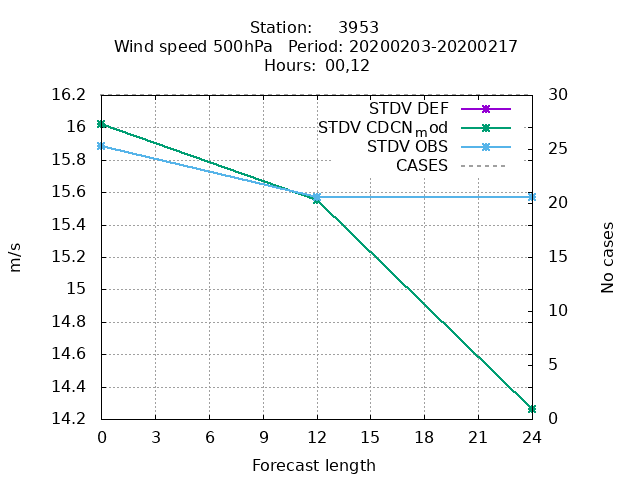 Station: 3953
Wind speed 500hPa Period: 20200203-20200217
Hours: 00,12
16.2
16
15.8
15.6
15.4
15.2
15
14.8
14.6
14.4
14.2
30
25
20
15
10
5
0
STDV DEF
STDV CDCNmod
STDV OBS
CASES
m/s
No cases
0 3 6 9 12 15 18 21 24
Forecast length